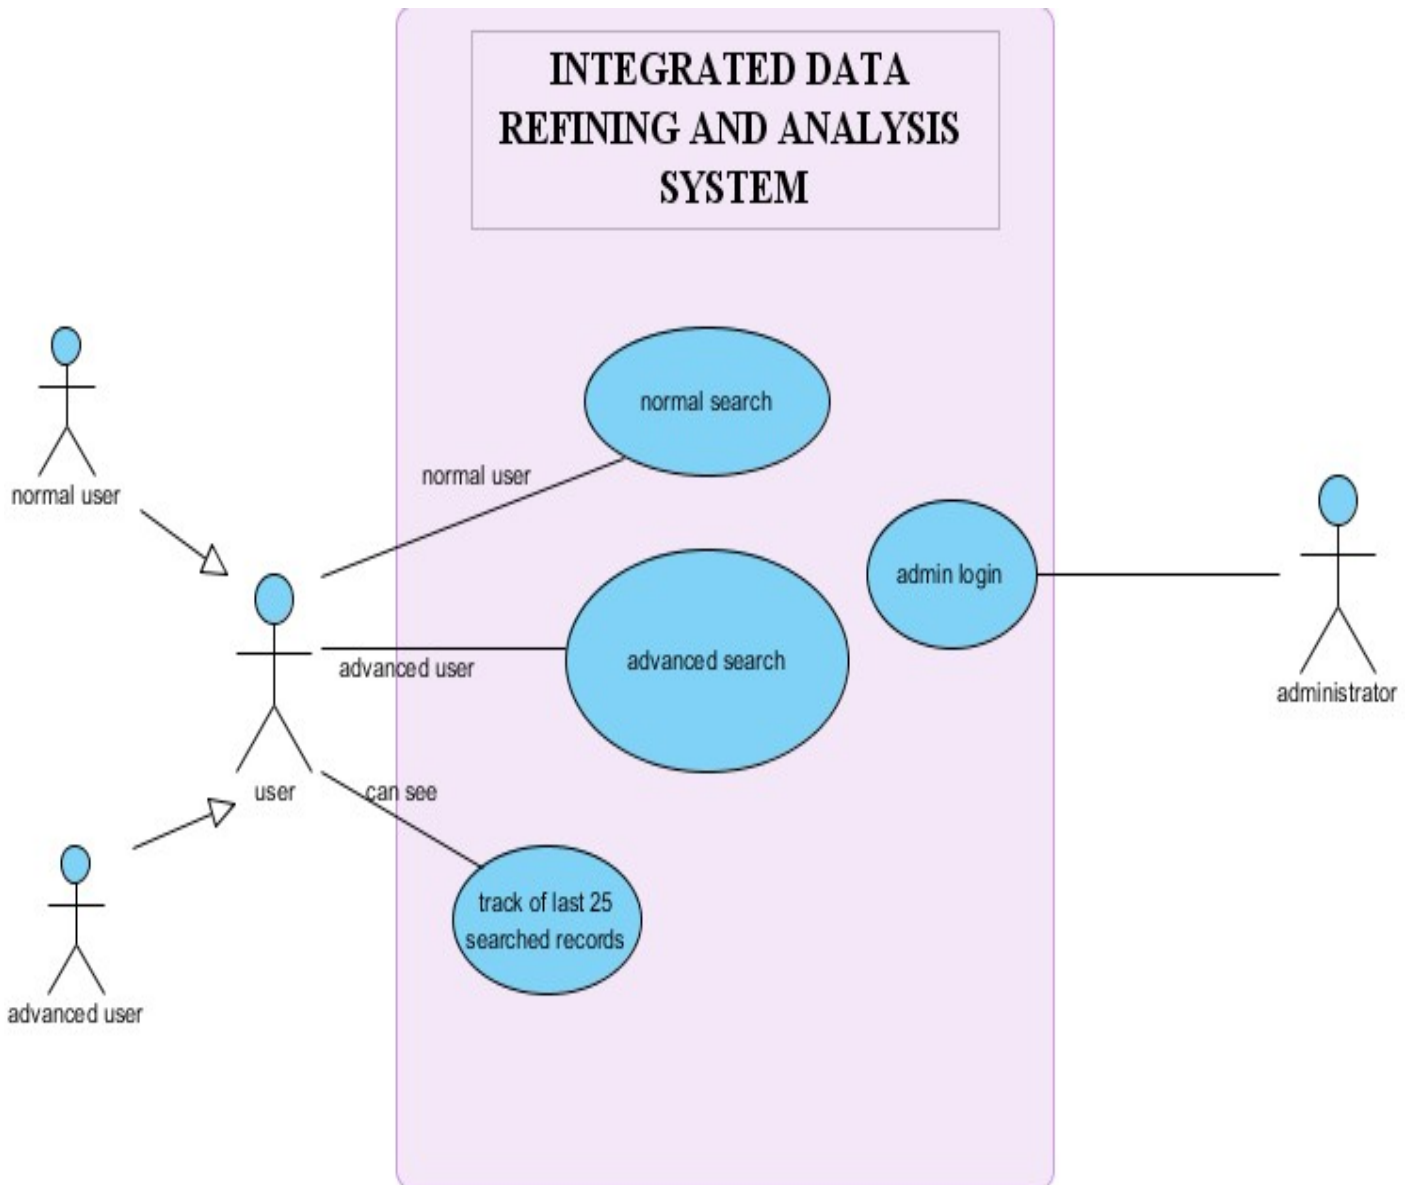 INTEGRATED DATA
REFINING AND ANALYSIS
SYSTEM
normal search
normal user
normal user
admin login
advanced search
advanced user
administrator
user
can see
track of last 25
searched records
advanced user